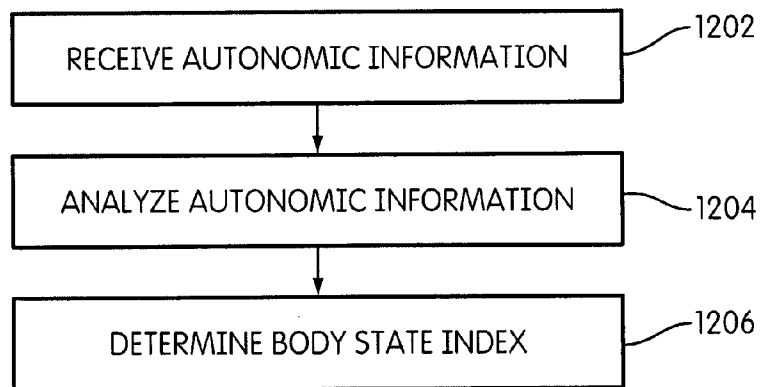 RECEIVE AUTONOMIC INFORMATION
1202
ANALYZE AUTONOMIC INFORMATION
1204
DETERMINE BODY STATE INDEX
1206